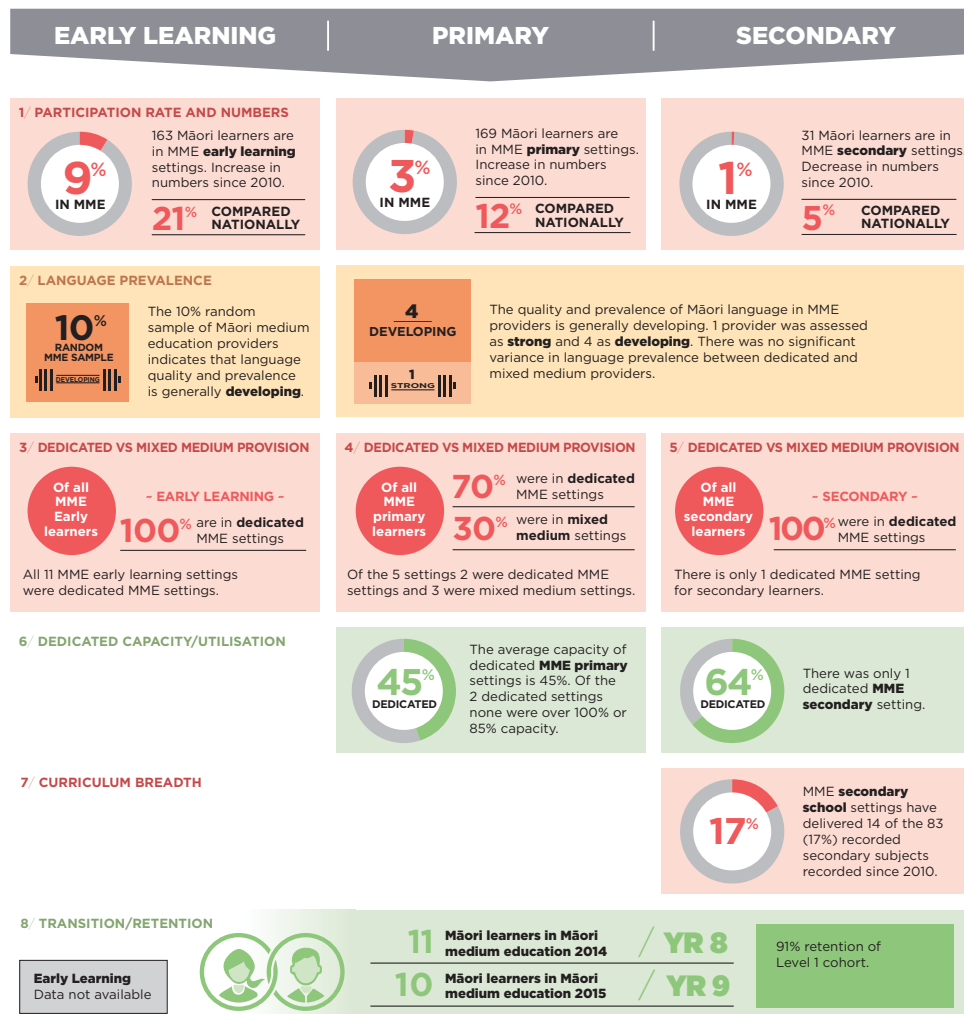 EARLY LEARNING
PRIMARY
SECONDARY
1/ PARTICIPATION RATE AND NUMBERS
9%
IN MME
163 Māori learners are
in MME early learning
settings. Increase in
numbers since 2010.
21% COMPARED
NATIONALLY
3%
IN MME
169 Māori learners are
in MME primary settings.
Increase in numbers
since 2010.
12% COMPARED
NATIONALLY
1%
IN MME
31 Māori learners are in
MME secondary settings
Decrease in numbers
since 2010.
5% COMPARED
NATIONALLY
2/ LANGUAGE PREVALENCE
10%
RANDOM
MME SAMPLE
DEVELOPING
The 10% random
sample of Māori medium
education providers
indicates that language
quality and prevalence
is generally developing.
4
DEVELOPING
1
STRONG
The quality and prevalence of Māori language in MME
providers is generally developing. 1 provider was assessed
as strong and 4 as developing. There was no significant
variance in language prevalence between dedicated and
mixed medium providers.
3/ DEDICATED VS MIXED MEDIUM PROVISION
Of all
MME
Early
learners
- EARLY LEARNING -
100% are in dedicated
MME settings
All 11 MME early learning settings
were dedicated MME settings.
4/ DEDICATED VS MIXED MEDIUM PROVISION
Of all
MME
primary
learners
70% were in dedicated
MME settings
30% were in mixed
medium settings
Of the 5 settings 2 were dedicated MME
settings and 3 were mixed medium settings.
5/ DEDICATED VS MIXED MEDIUM PROVISION
Of all
MME
secondary
learners
- SECONDARY -
100% were in dedicated
MME settings
There is only 1 dedicated MME setting
for secondary learners.
6/ DEDICATED CAPACITY/UTILISATION
45%
DEDICATED
The average capacity of
dedicated MME primary
settings is 45%. Of the
2 dedicated settings
none were over 100% or
85% capacity.
64%
DEDICATED
There was only 1
dedicated MME
secondary setting.
7/ CURRICULUM BREADTH
17%
MME secondary
school settings have
delivered 14 of the 83
(17%) recorded
secondary subjects
recorded since 2010.
8/ TRANSITION/RETENTION
Early Learning
Data not available
11 Māori learners in Māori
medium education 2014 / YR 8
10 Māori learners in Māori
medium education 2015 / YR 9
91% retention of
Level 1 cohort.